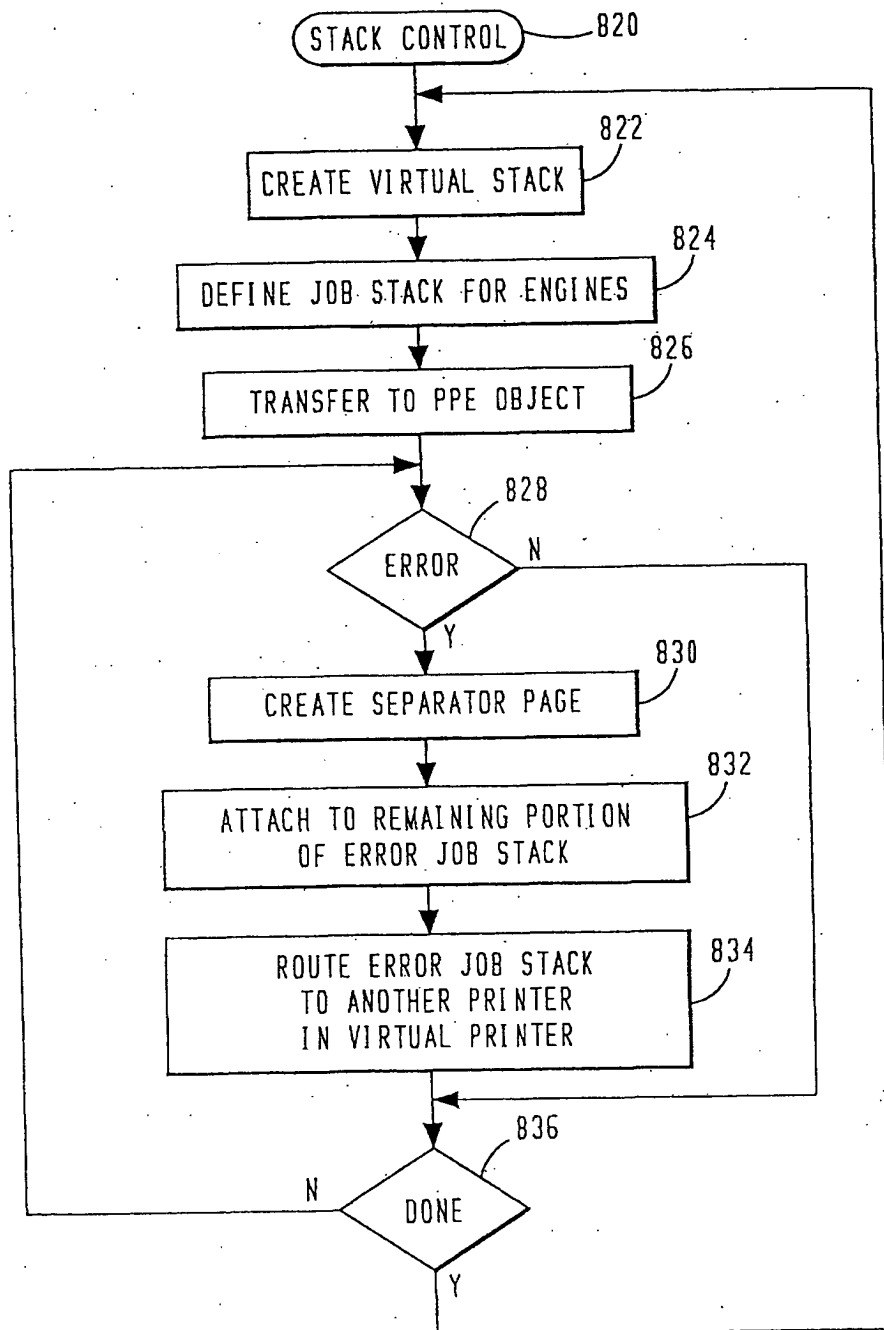 STACK CONTROL
820
822
CREATE VIRTUAL STACK
824
DEFINE JOB STACK FOR ENGINES
826
TRANSFER TO PPE OBJECT
828
ERROR
N
Y
830
CREATE SEPARATOR PAGE
832
ATTACH TO REMAINING PORTION
OF ERROR JOB STACK
834
ROUTE ERROR JOB STACK
TO ANOTHER PRINTER
IN VIRTUAL PRINTER
836
N
DONE
Y